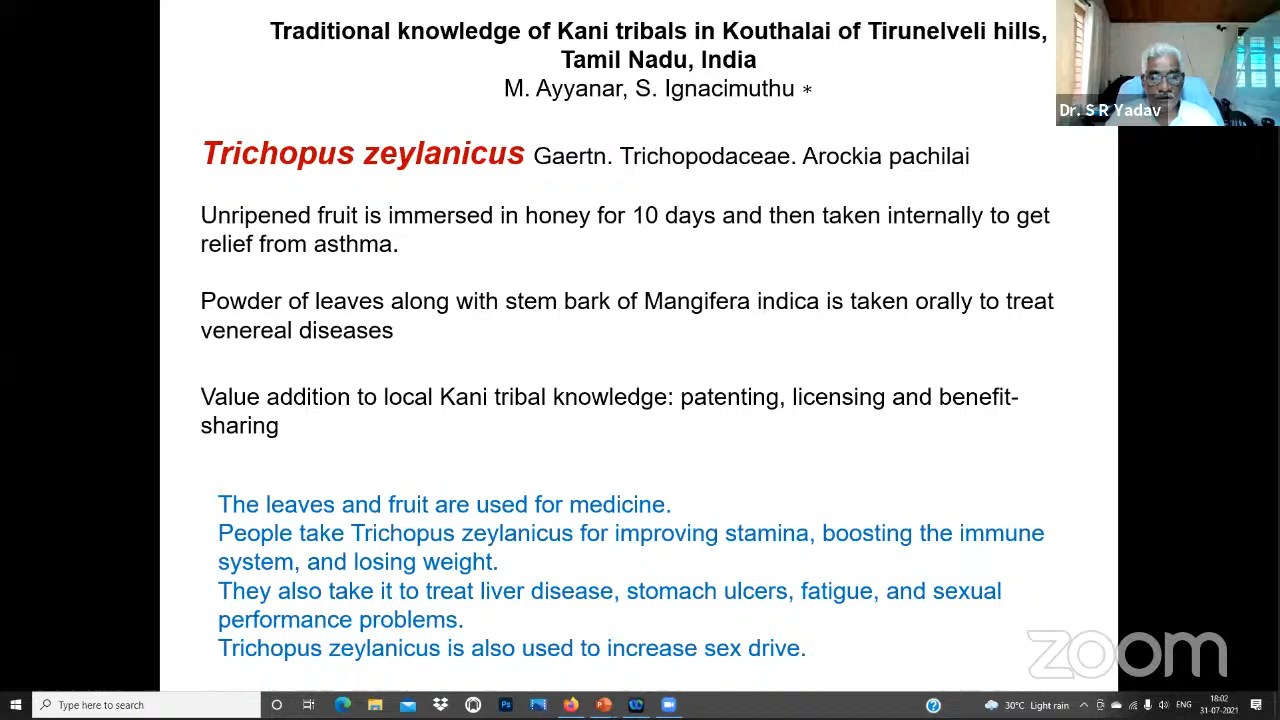 Traditional knowledge of Kani tribals in Kouthalai of Tirunelveli hills,
Tamil Nadu, India
M. Ayyanar, S. Ignacimuthu *
Dr. S R Yadav
Trichopus zeylanicus Gaertn. Trichopodaceae. Arockia pachilai
Unripened fruit is immersed in honey for 10 days and then taken internally to get
relief from asthma.
Powder of leaves along with stem bark of Mangifera indica is taken orally to treat
venereal diseases
Value addition to local Kani tribal knowledge: patenting, licensing and benefit-
sharing
The leaves and fruit are used for medicine.
People take Trichopus zeylanicus for improving stamina, boosting the immune
system, and losing weight.
They also take it to treat liver disease, stomach ulcers, fatigue, and sexual
performance problems.
Trichopus zeylanicus is also used to increase sex drive.
zoom
Type here to search
Ps
30°C Light rain
ENG
18:02
31-07-2021